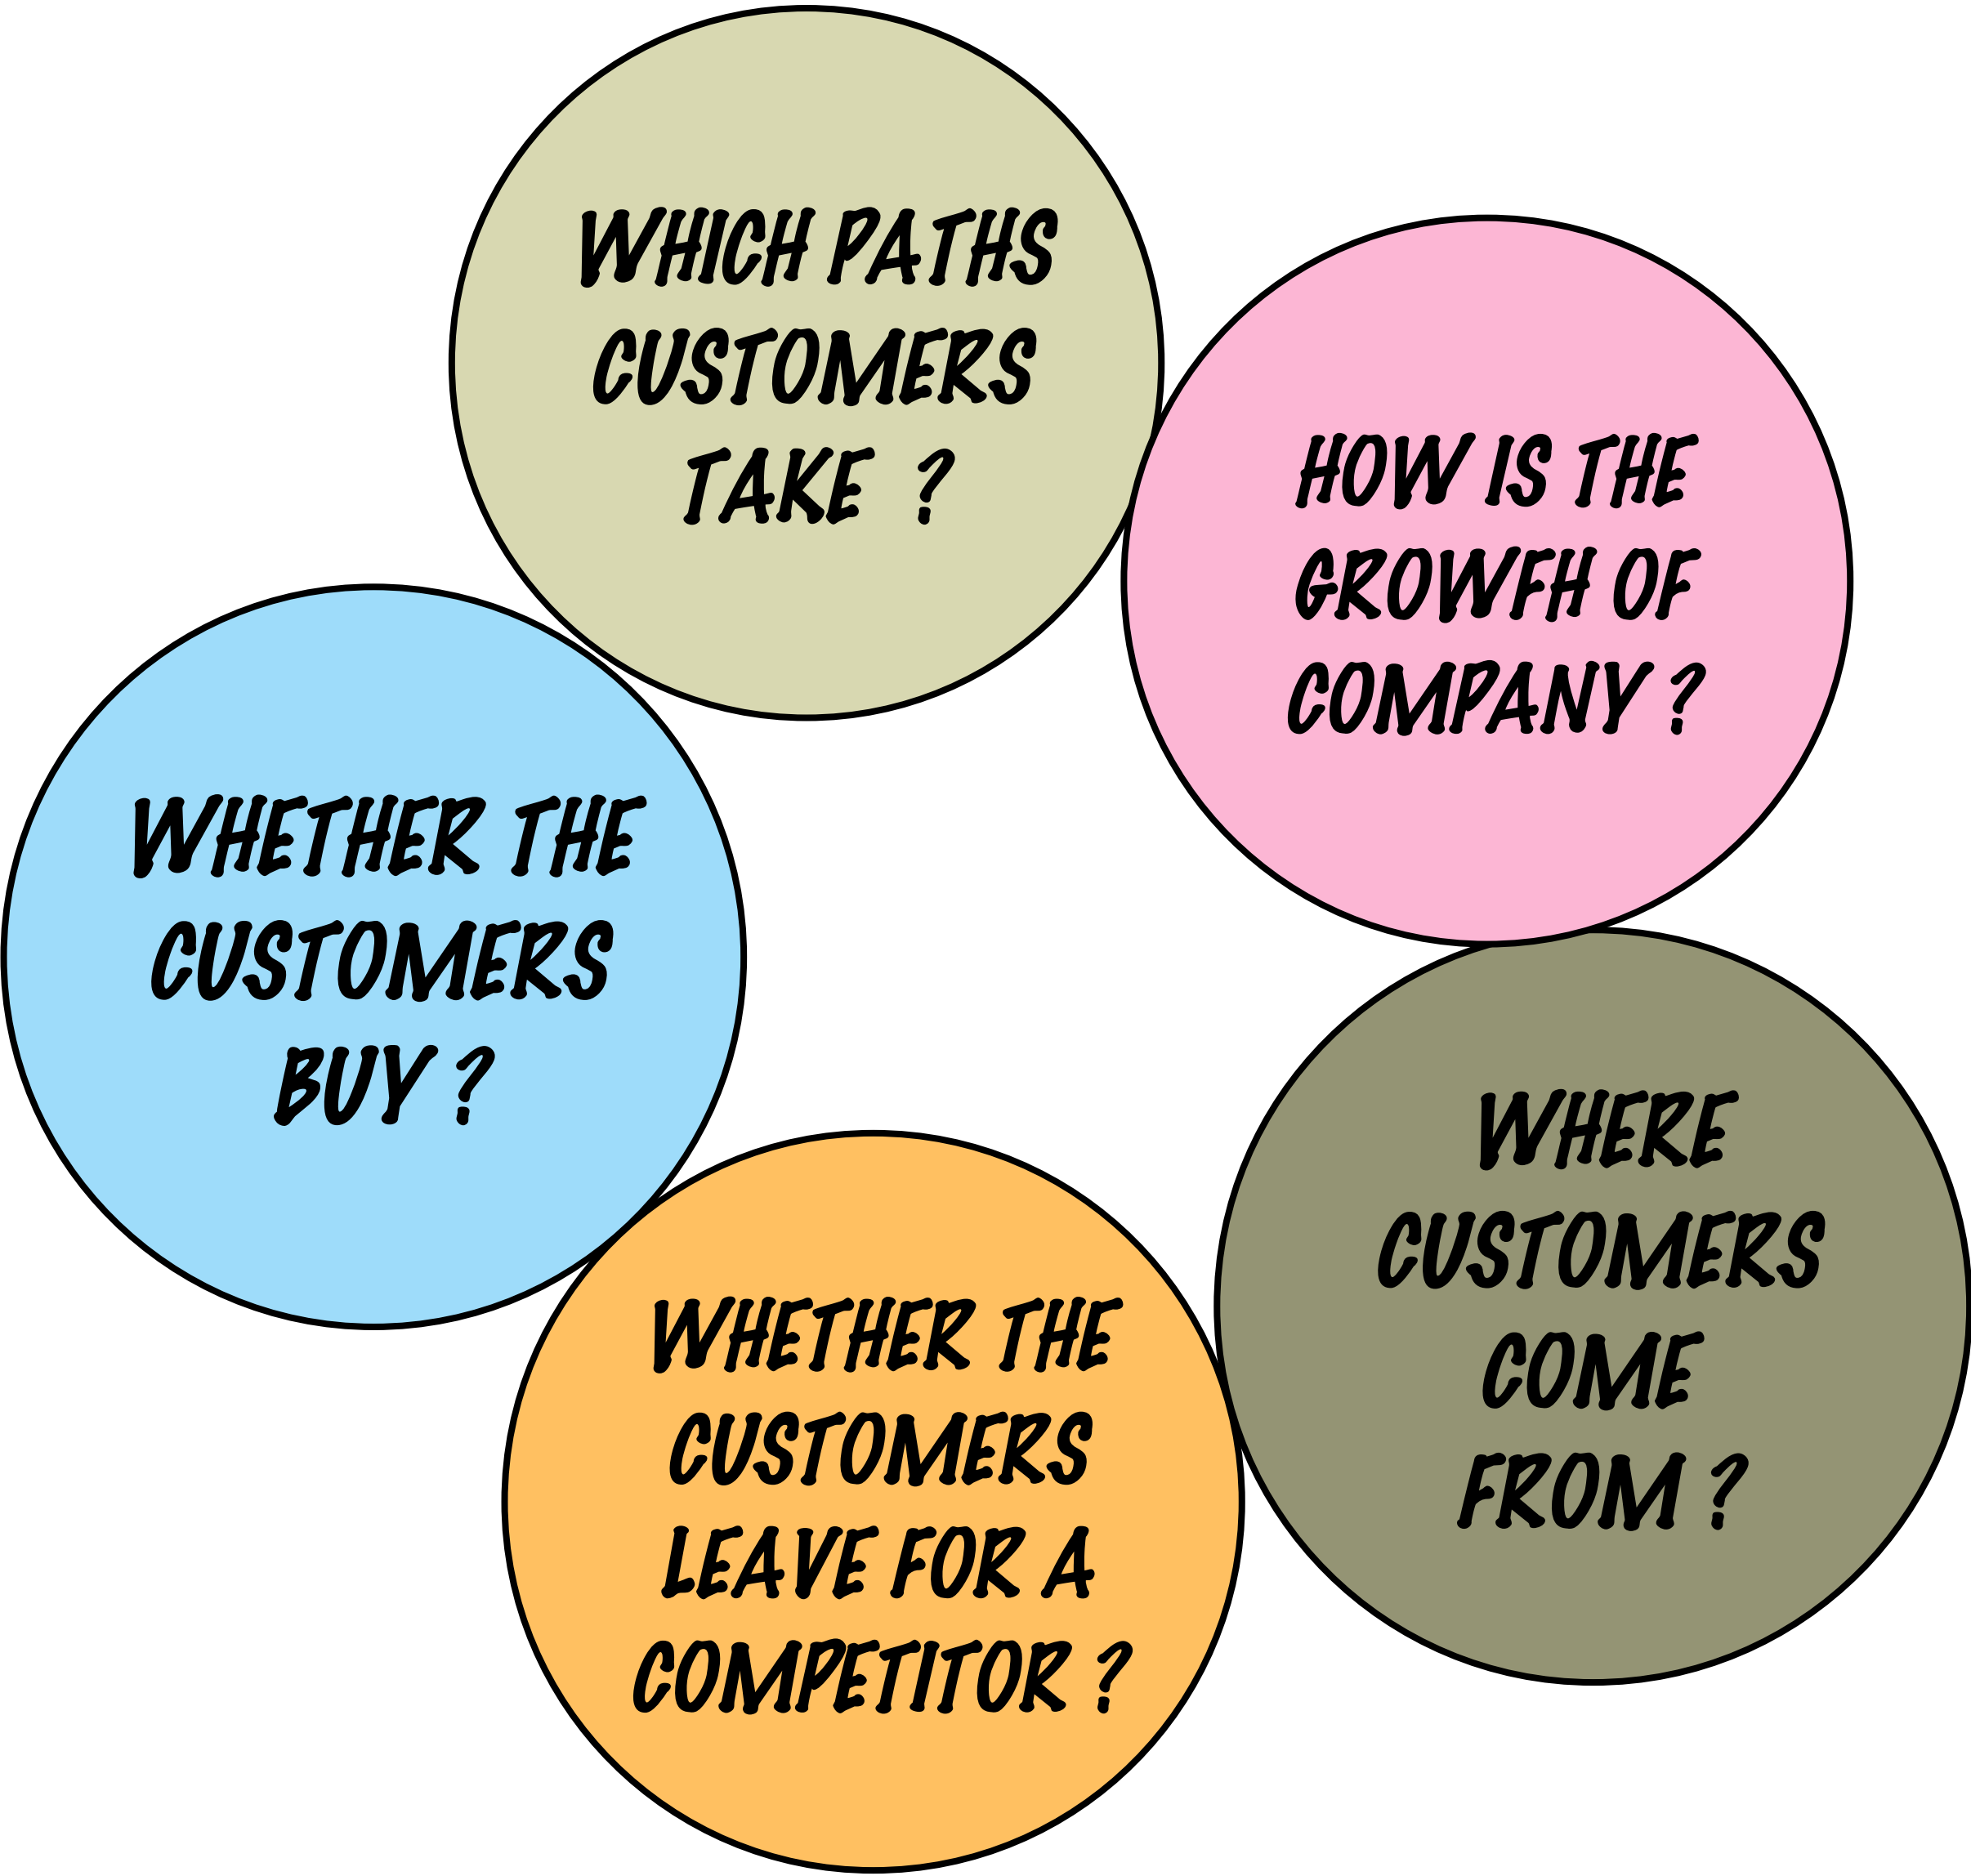 WHICH PATHS
CUSTOMERS
TAKE ?
HOW IS THE
GROWFH OF
COMPANY ?
WHETHER THE
CUSTOMERS
BUY ?
WHERE
CUSTOMERS
COME
FROM ?
WHETHER THE
CUSTOMERS
LEAVE FOR A
COMPETITOR ?